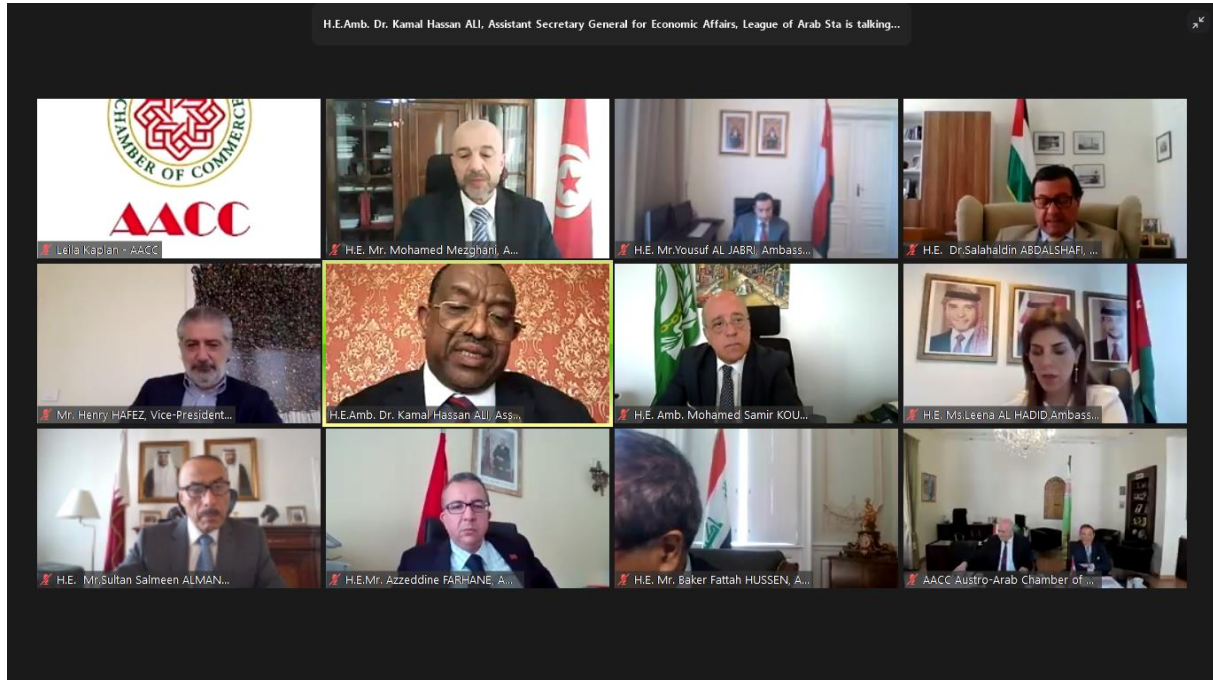 H.E.Amb. Dr. Kamal Hassan ALI, Assistant Secretary General for Economic Affairs, League of Arab Sta is talking...
CHAMBER OF COMMERCE
AACC
Leila Kaplan - AACC
H.E. Mr. Mohamed Mezghani, A...
H.E. Mr.Yousuf AL JABRI, Ambass...
H.E. Dr.Salahaldin ABDALSHAFI, ...
Mr. Henry HAFEZ, Vice-President...
H.E.Amb. Dr. Kamal Hassan ALI, Ass...
H.E. Amb. Mohamed Samir KOU...
H.E. Ms.Leena AL HADID,Ambass...
H.E. Mr.Sultan Salmeen ALMAN...
H.E.Mr. Azzeddine FARHANE, A...
H.E. Mr. Baker Fattah HUSSEN, A...
AACC Austro-Arab Chamber of ...